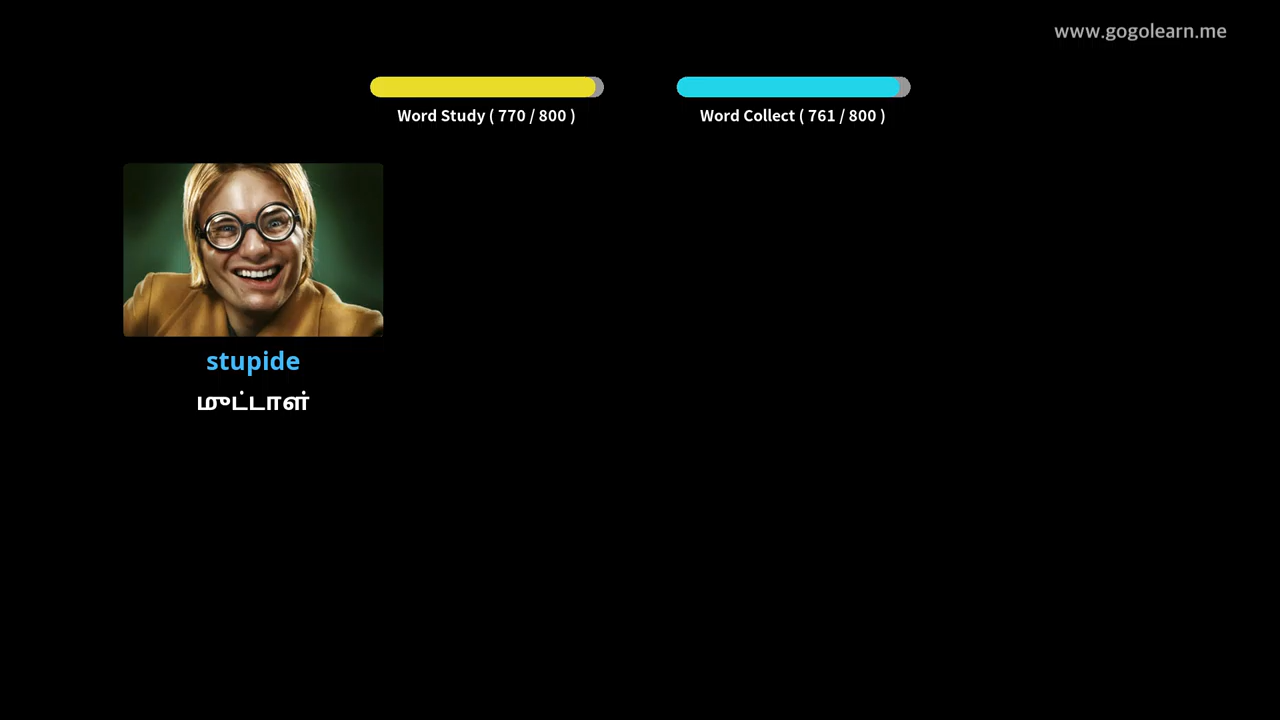 www.gogolearn.me
Word Study ( 770 / 800 )
Word Collect ( 761 / 800 )
stupide
முட்டாள்